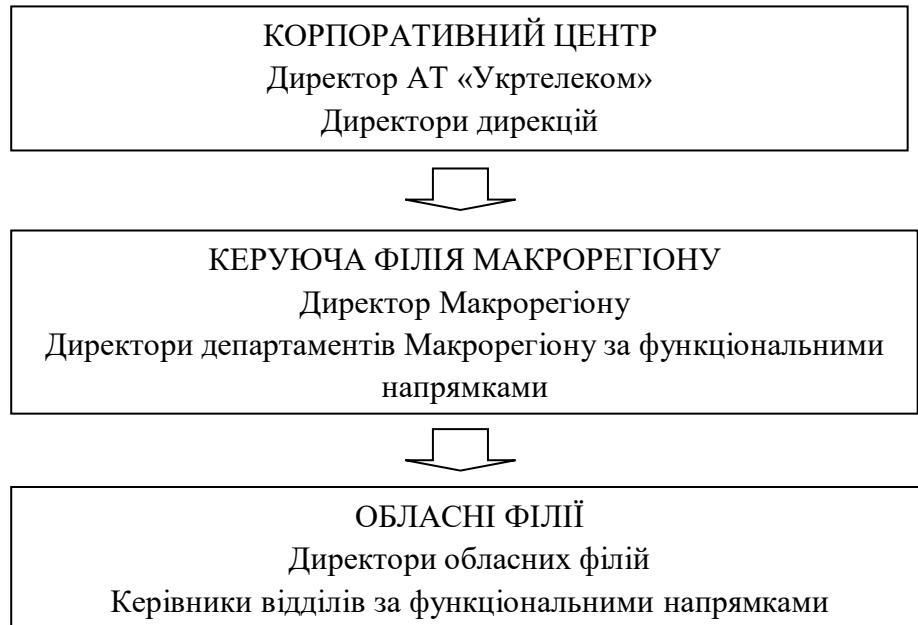 КОРПОРАТИВНИЙ ЦЕНТР
Директор АТ «Укртелеком»
Директори дирекцій
КЕРУЮЧА ФІЛІЯ МАКРОРЕГІОНУ
Директор Макрорегіону
Директори департаментів Макрорегіону за функціональними
напрямками
ОБЛАСНІ ФІЛІЇ
Директори обласних філій
Керівники відділів за функціональними напрямками